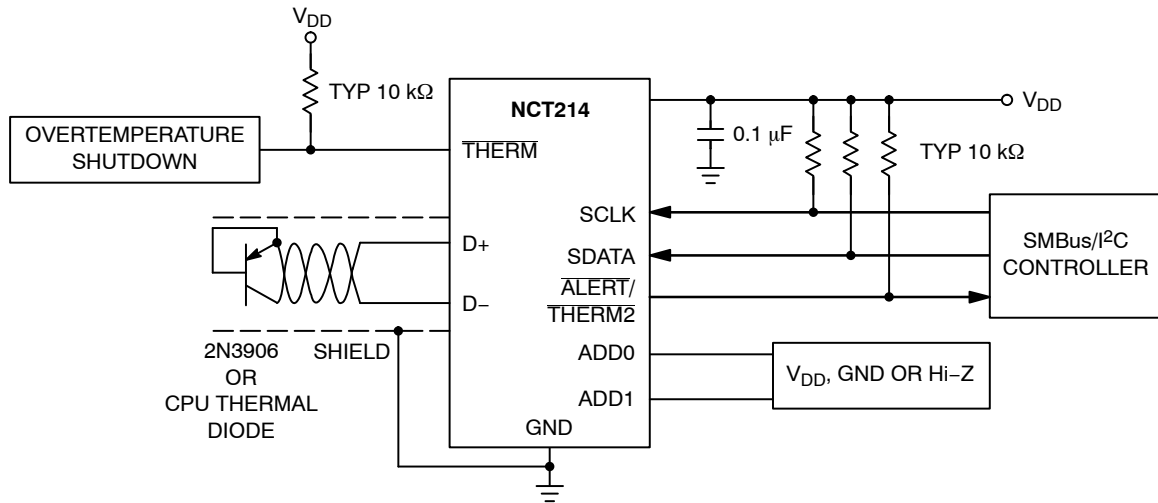 V_DD
TYP 10 kΩ
NCT214
OVERTEMPERATURE
SHUTDOWN
THERM
V_DD
0.1 μF
TYP 10 kΩ
SCLK
SDATA
ALERT/
THERM2
SMBus/I²C
CONTROLLER
D+
D−
2N3906
OR
CPU THERMAL
DIODE
SHIELD
ADD0
ADD1
V_DD, GND OR Hi−Z
GND